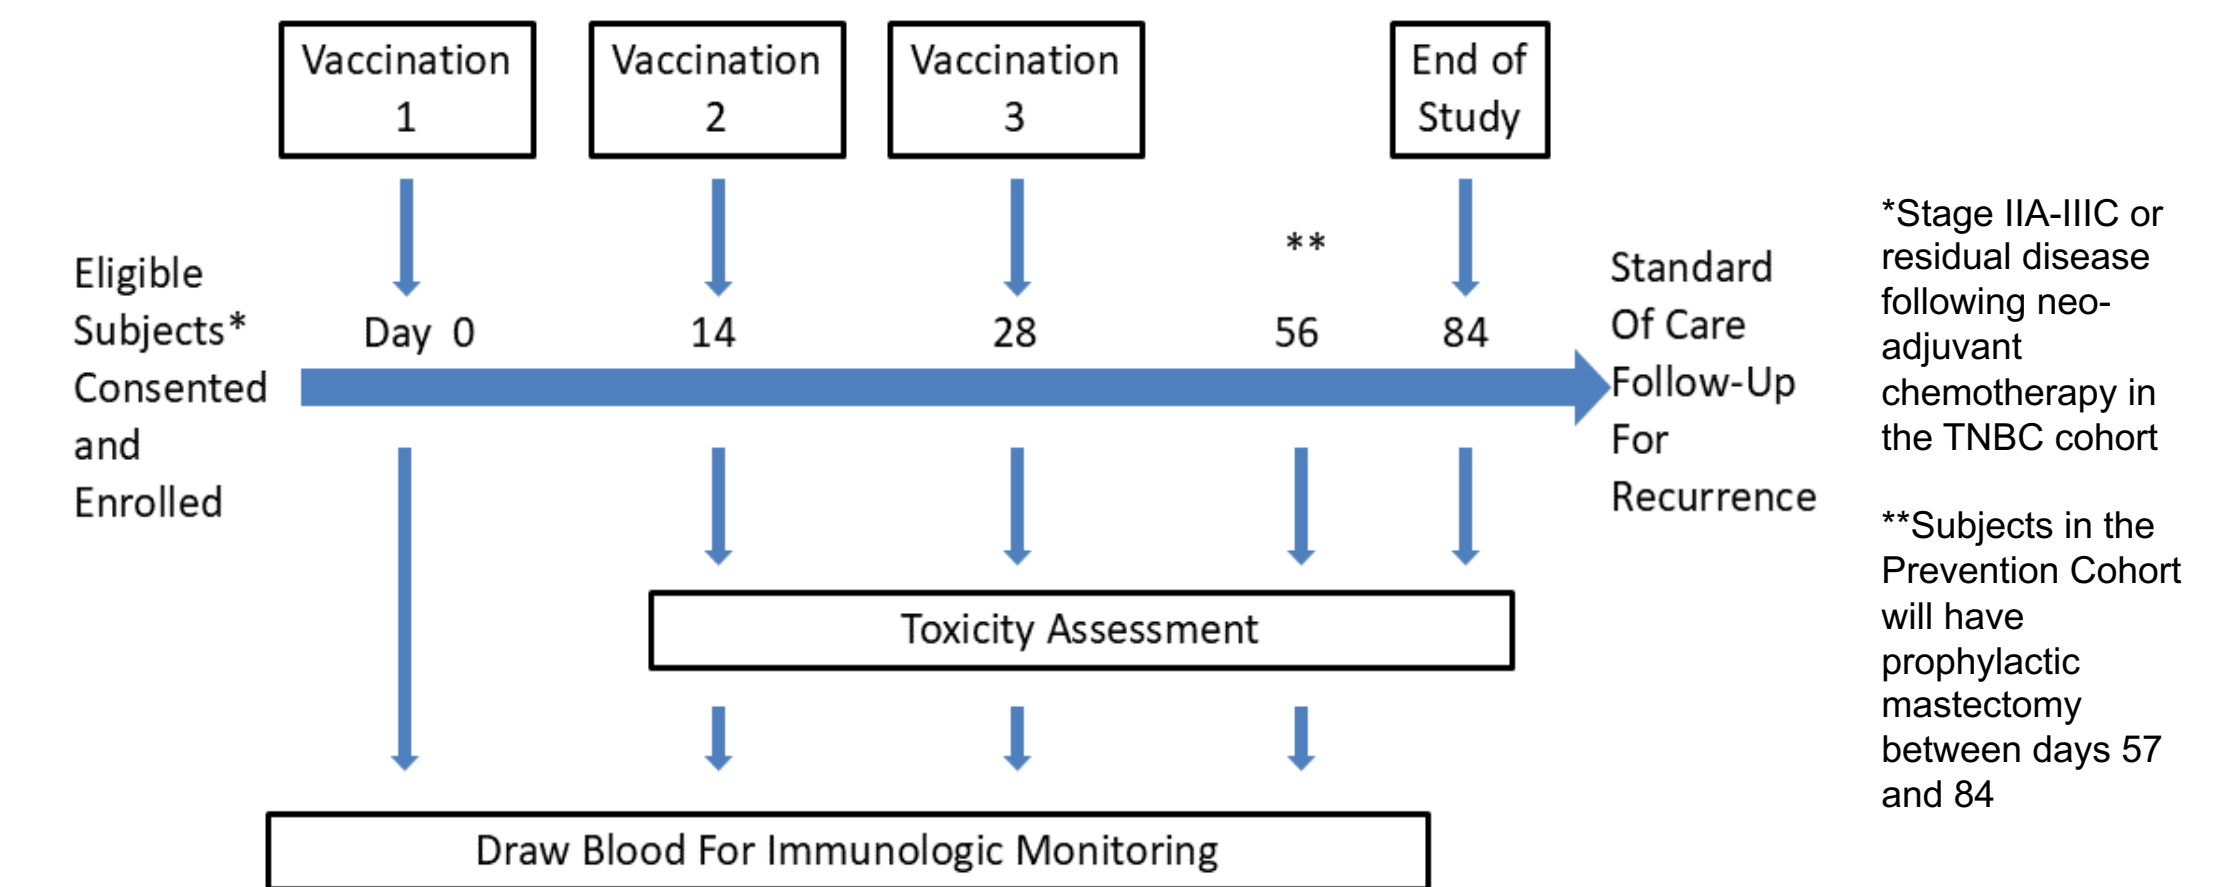 Vaccination
1
Vaccination
2
Vaccination
3
End of
Study
Eligible
Subjects*
Consented
and
Enrolled
Day 0
14
28
**
56
84
Standard
Of Care
Follow-Up
For
Recurrence
Toxicity Assessment
Draw Blood For Immunologic Monitoring
*Stage IIA-IIIC or
residual disease
following neo-
adjuvant
chemotherapy in
the TNBC cohort
**Subjects in the
Prevention Cohort
will have
prophylactic
mastectomy
between days 57
and 84